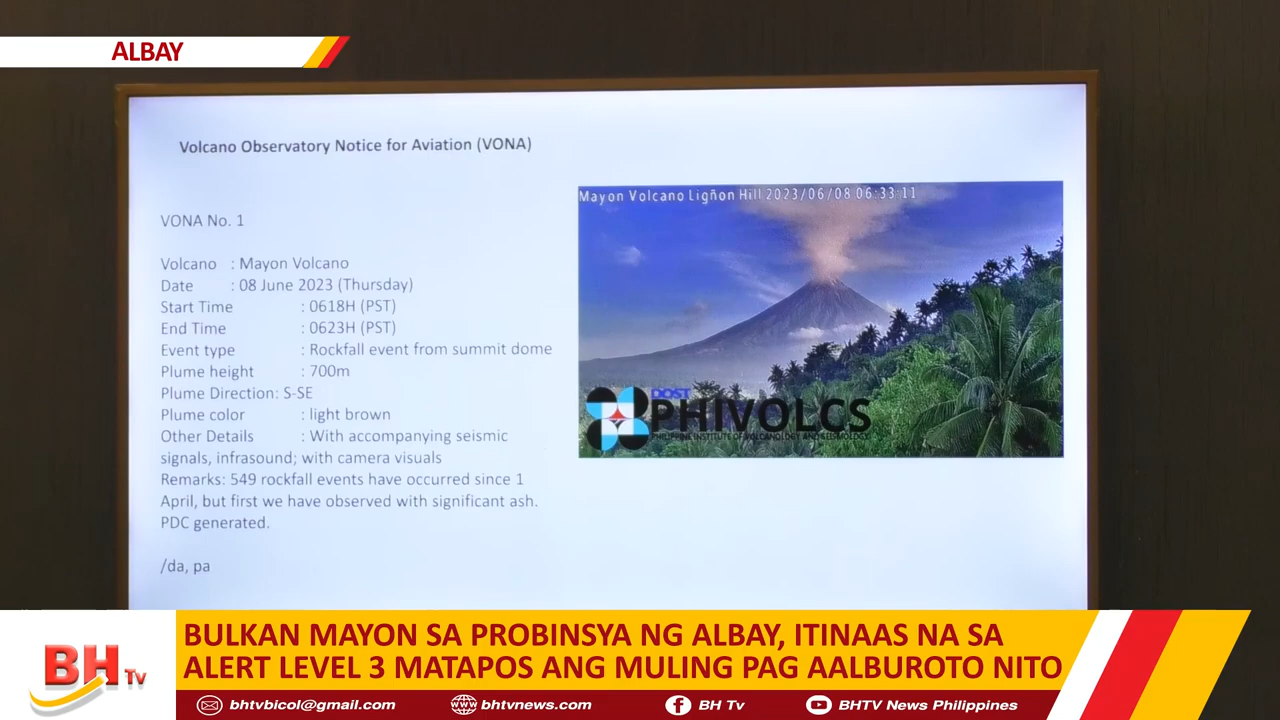 ALBAY
Volcano Observatory Notice for Aviation (VONA)
VONA No. 1
Volcano : Mayon Volcano
Date : 08 June 2023 (Thursday)
Start Time : 0618H (PST)
End Time : 0623H (PST)
Event type : Rockfall event from summit dome
Plume height : 700m
Plume Direction: S-SE
Plume color : light brown
Other Details : With accompanying seismic
signals, infrasound; with camera visuals
Remarks: 549 rockfall events have occurred since 1
April, but first we have observed with significant ash.
PDC generated.
/da, pa
Mayon Volcano Ligñon Hill 2023/06/08 06:33:11
DOST
PHIVOLCS
PHILIPPINE INSTITUTE OF VOLCANOLOGY AND SEISMOLOGY
BH Tv
BULKAN MAYON SA PROBINSYA NG ALBAY, ITINAAS NA SA
ALERT LEVEL 3 MATAPOS ANG MULING PAG AALBUROTO NITO
bhtvbicol@gmail.com www bhtvnews.com f BH Tv BHTV News Philippines